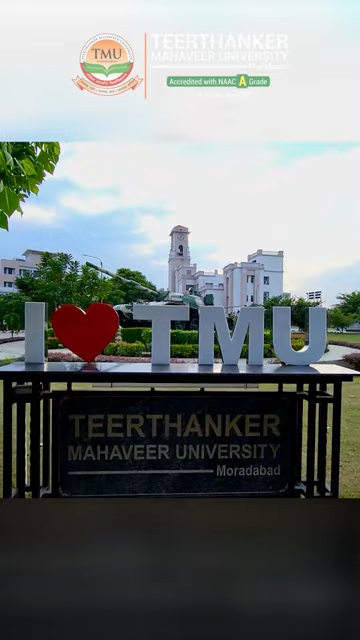 TMU
TEERTHANKER
MAHAVEER UNIVERSITY
Accredited with NAAC A Grade
I ❤ TMU
TEERTHANKER
MAHAVEER UNIVERSITY
Moradabad